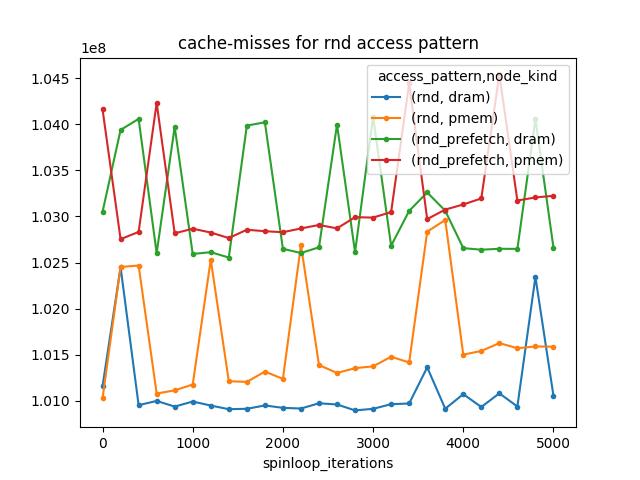 cache-misses for rnd access pattern
1e8
access_pattern,node_kind
(rnd, dram)
(rnd, pmem)
(rnd_prefetch, dram)
(rnd_prefetch, pmem)
1.045
1.040
1.035
1.030
1.025
1.020
1.015
1.010
0 1000 2000 3000 4000 5000
spinloop_iterations